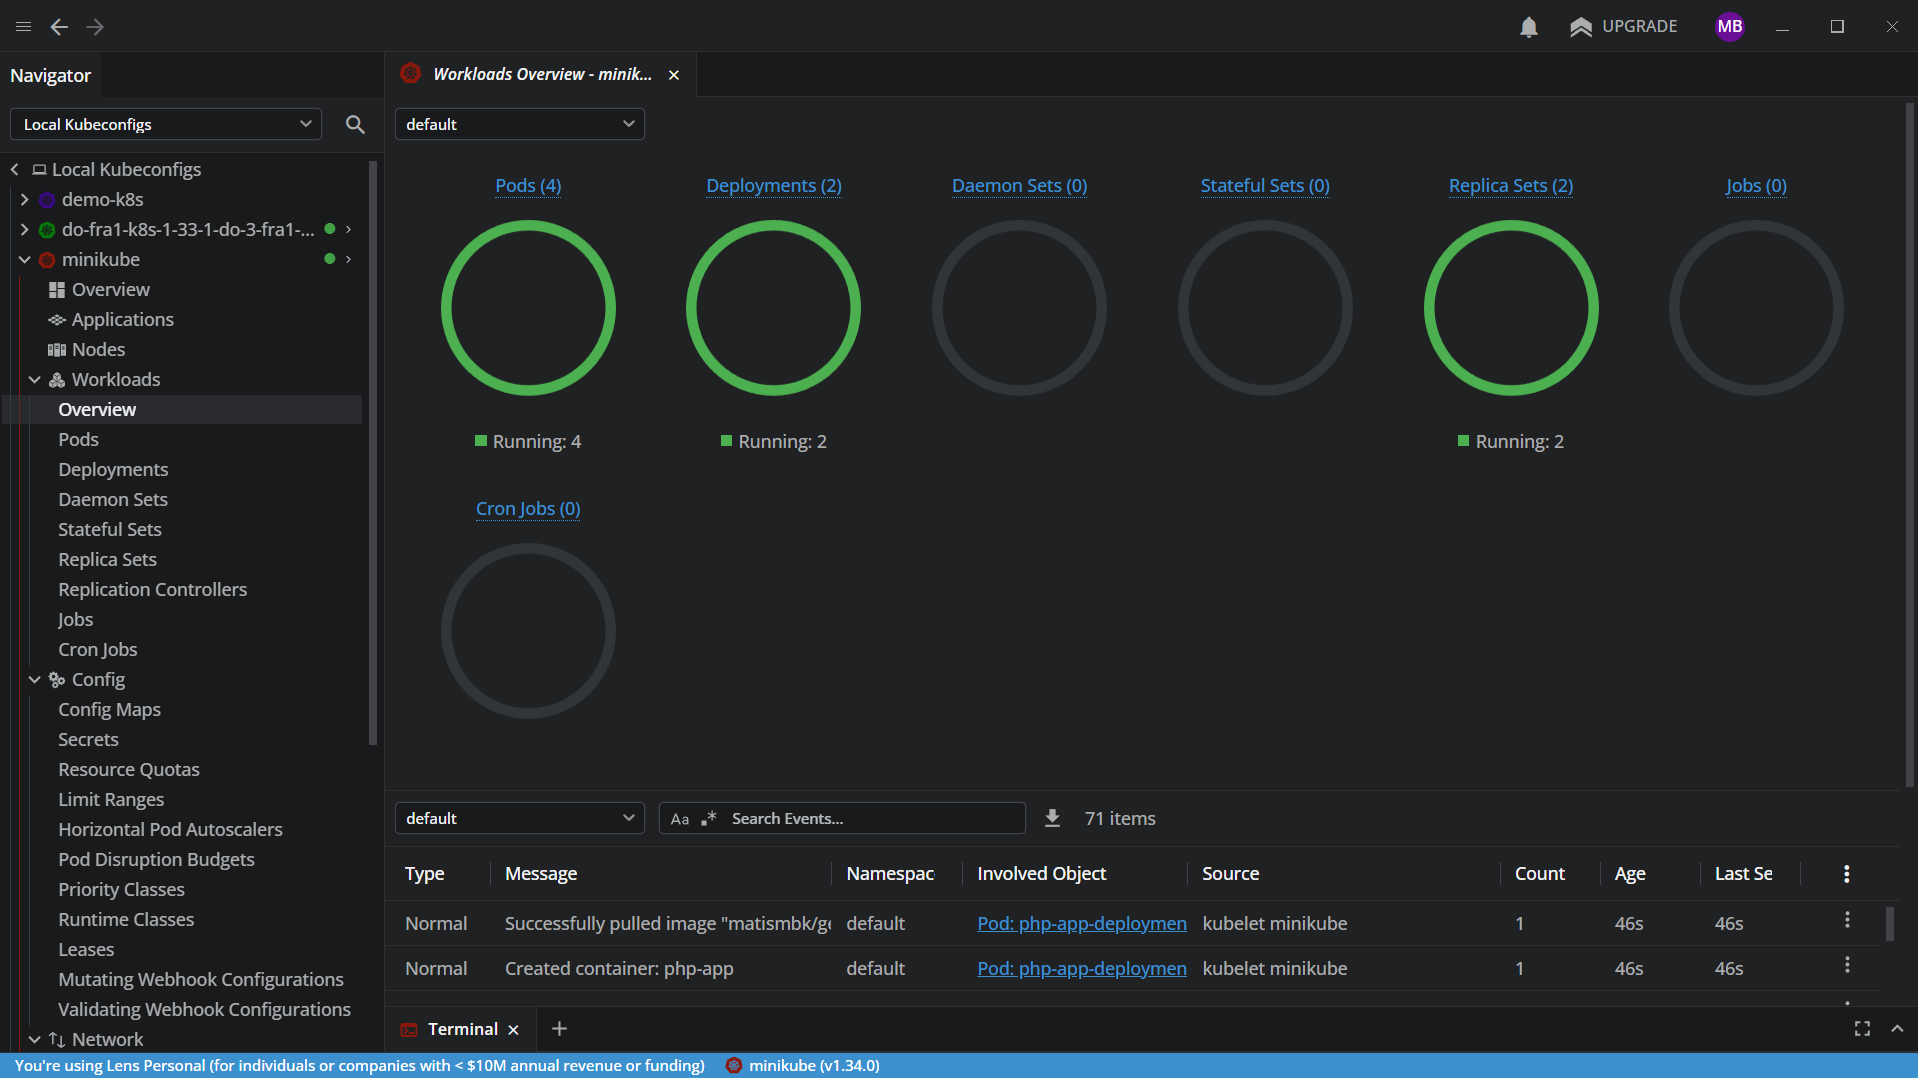 UPGRADE
MB
Navigator
Workloads Overview - minik...
Local Kubeconfigs
default
Local Kubeconfigs
demo-k8s
do-fra1-k8s-1-33-1-do-3-fra1-...
minikube
Overview
Applications
Nodes
Workloads
Overview
Pods
Deployments
Daemon Sets
Stateful Sets
Replica Sets
Replication Controllers
Jobs
Cron Jobs
Config
Config Maps
Secrets
Resource Quotas
Limit Ranges
Horizontal Pod Autoscalers
Pod Disruption Budgets
Priority Classes
Runtime Classes
Leases
Mutating Webhook Configurations
Validating Webhook Configurations
Network
Pods (4)
Deployments (2)
Daemon Sets (0)
Stateful Sets (0)
Replica Sets (2)
Jobs (0)
Running: 4
Running: 2
Running: 2
Cron Jobs (0)
default
Aa .* Search Events...
71 items
Type Message Namespac Involved Object Source Count Age Last Se
Normal Successfully pulled image "matismbk/ge default Pod: php-app-deploymen kubelet minikube 1 46s 46s
Normal Created container: php-app default Pod: php-app-deploymen kubelet minikube 1 46s 46s
Terminal
You're using Lens Personal (for individuals or companies with < $10M annual revenue or funding) minikube (v1.34.0)